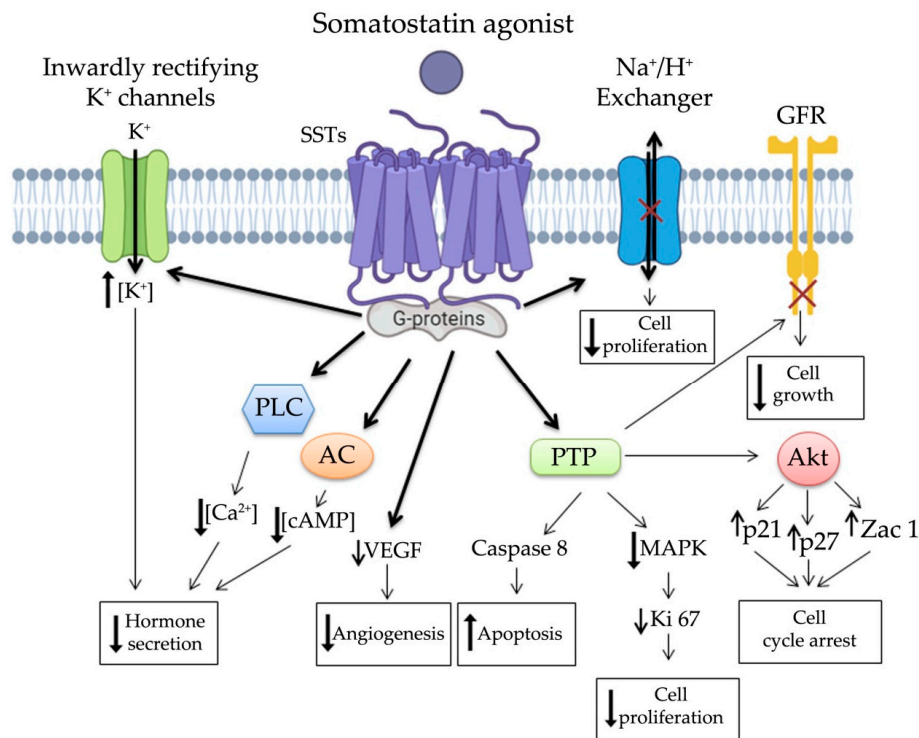 Somatostatin agonist
Inwardly rectifying
K⁺ channels
K⁺
SSTs
Na⁺/H⁺
Exchanger
GFR
[K⁺]
G-proteins
Cell
proliferation
Cell
growth
PLC
AC
PTP
Akt
[Ca²⁺]
[cAMP]
VEGF
Caspase 8
MAPK
p21
p27
Zac 1
Hormone
secretion
Angiogenesis
Apoptosis
Ki 67
Cell
cycle arrest
Cell
proliferation